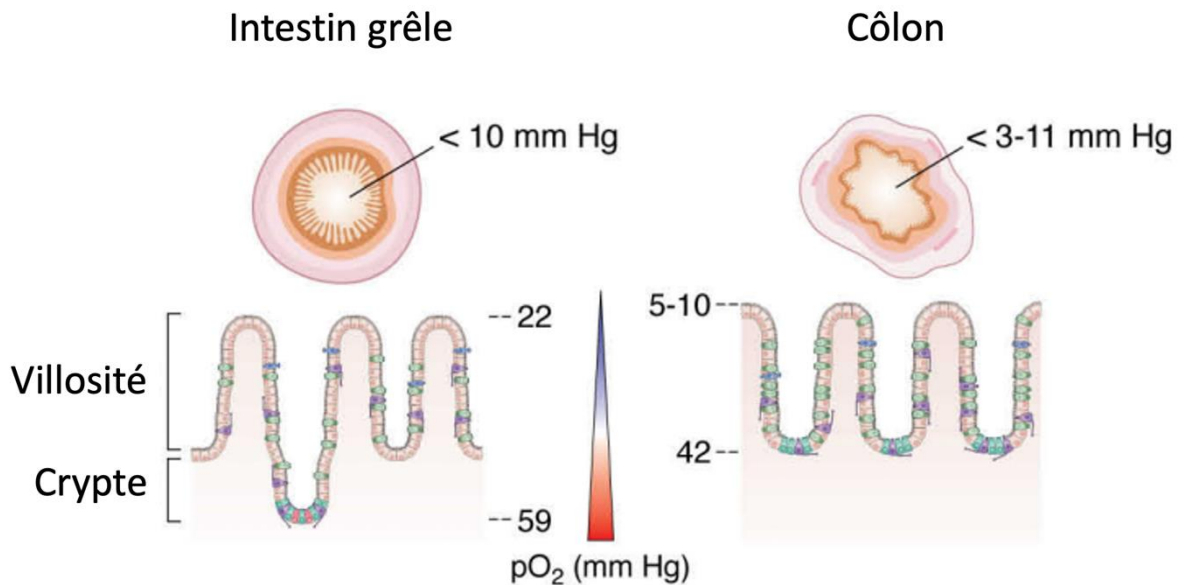 Intestin grêle
Côlon
< 10 mm Hg
< 3-11 mm Hg
Villosité
Crypte
22
59
5-10
42
pO₂ (mm Hg)